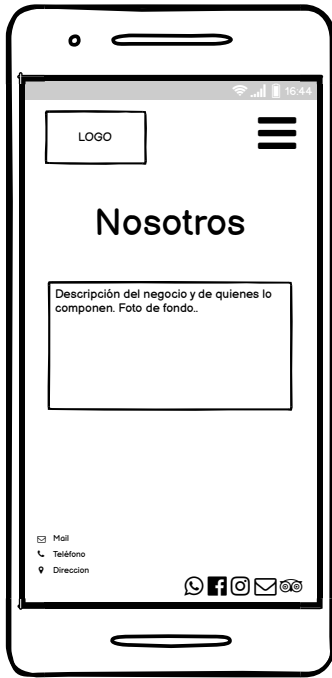 16:44
LOGO
Nosotros
Descripción del negocio y de quienes lo
componen. Foto de fondo..
Mail
Teléfono
Direccion